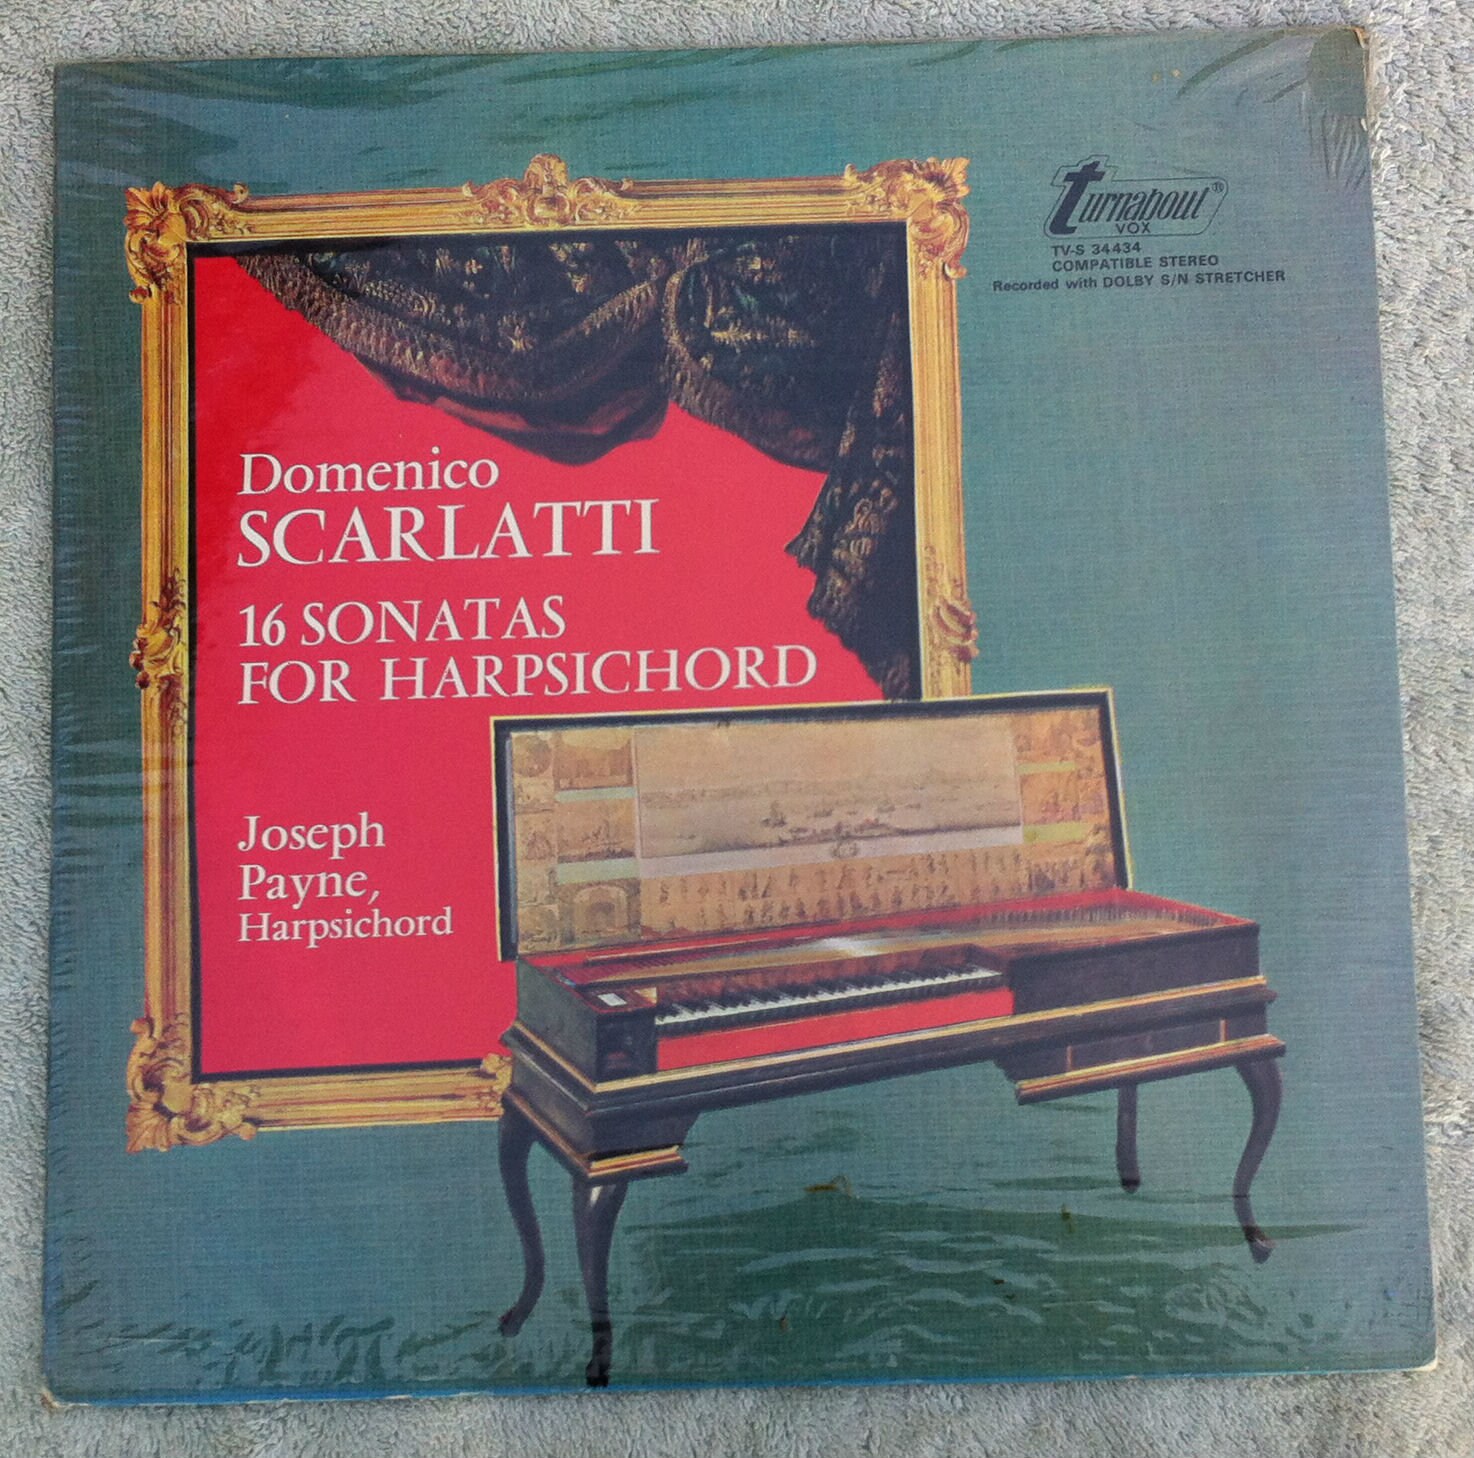 turnabout®
VOX
TV-S 34434
COMPATIBLE STEREO
Recorded with DOLBY S/N STRETCHER
Domenico
SCARLATTI
16 SONATAS
FOR HARPSICHORD
Joseph
Payne,
Harpsichord